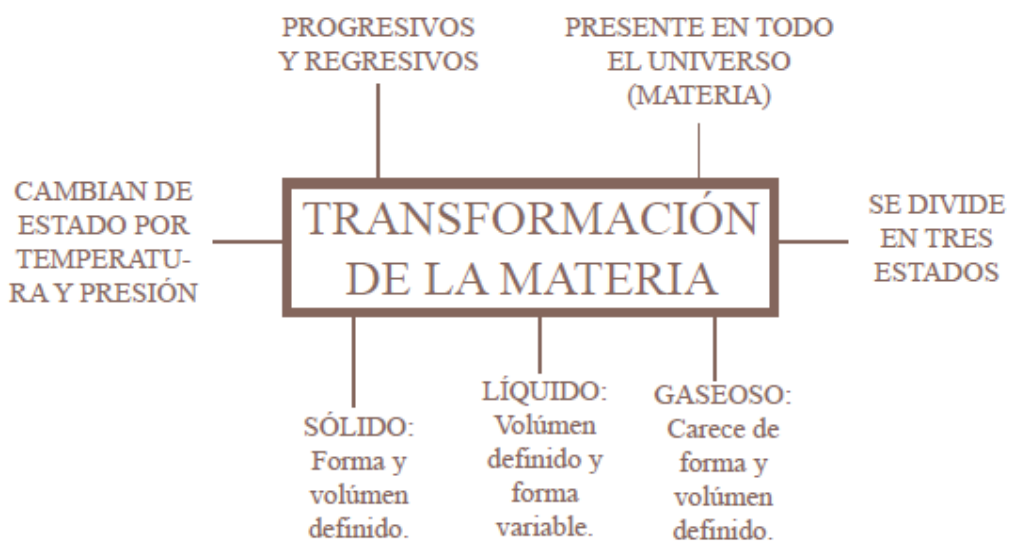 PROGRESIVOS
Y REGRESIVOS
PRESENTE EN TODO
EL UNIVERSO
(MATERIA)
CAMBIAN DE
ESTADO POR
TEMPERATU-
RA Y PRESIÓN
TRANSFORMACIÓN
DE LA MATERIA
SE DIVIDE
EN TRES
ESTADOS
SÓLIDO:
Forma y
volúmen
definido.
LÍQUIDO:
Volúmen
definido y
forma
variable.
GASEOSO:
Carece de
forma y
volúmen
definido.